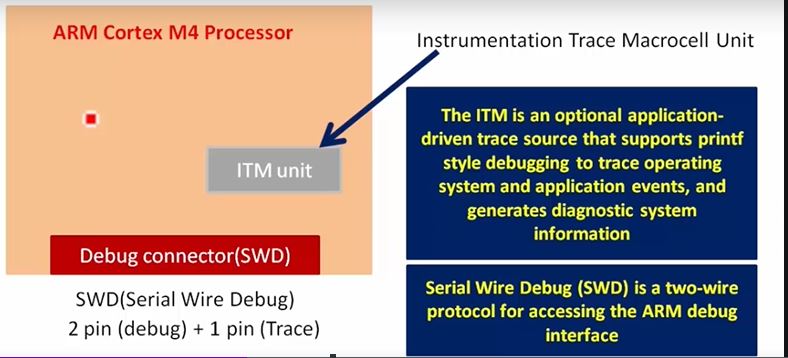 ARM Cortex M4 Processor
Instrumentation Trace Macrocell Unit
ITM unit
Debug connector(SWD)
SWD(Serial Wire Debug)
2 pin (debug) + 1 pin (Trace)
The ITM is an optional application-
driven trace source that supports printf
style debugging to trace operating
system and application events, and
generates diagnostic system
information
Serial Wire Debug (SWD) is a two-wire
protocol for accessing the ARM debug
interface